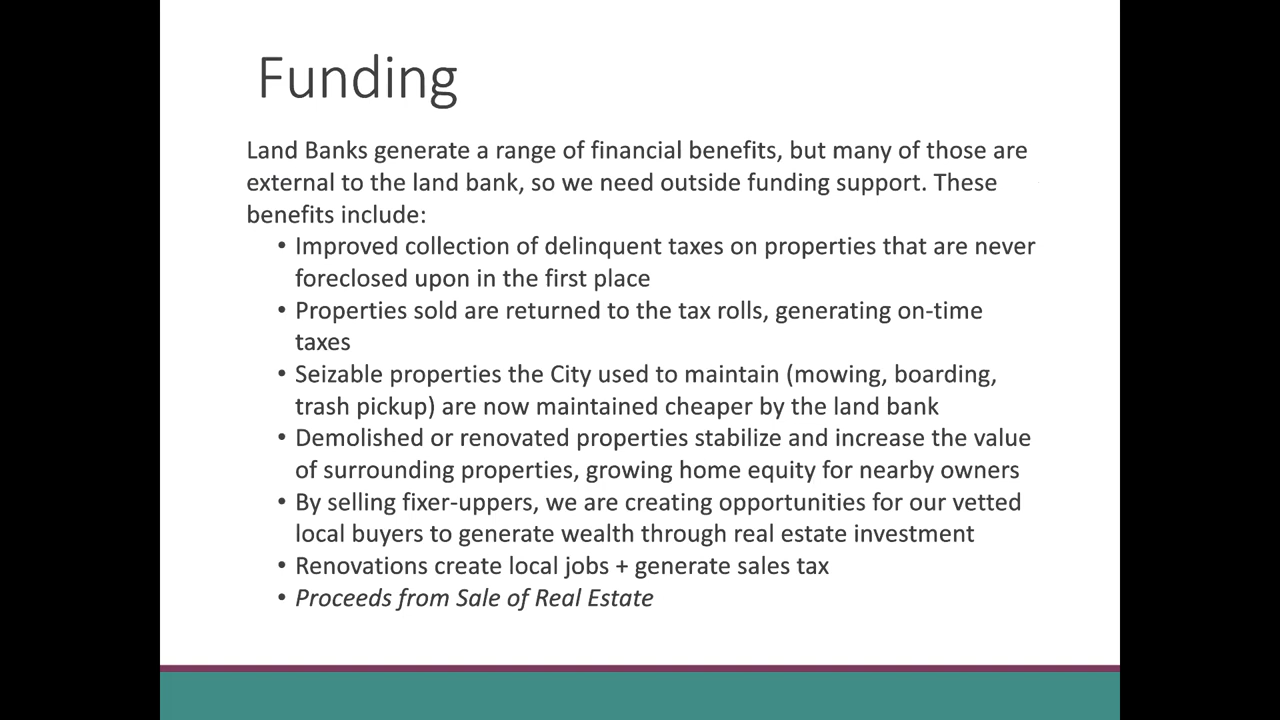 Funding
Land Banks generate a range of financial benefits, but many of those are
external to the land bank, so we need outside funding support. These
benefits include:
• Improved collection of delinquent taxes on properties that are never
foreclosed upon in the first place
• Properties sold are returned to the tax rolls, generating on-time
taxes
• Seizable properties the City used to maintain (mowing, boarding,
trash pickup) are now maintained cheaper by the land bank
• Demolished or renovated properties stabilize and increase the value
of surrounding properties, growing home equity for nearby owners
• By selling fixer-uppers, we are creating opportunities for our vetted
local buyers to generate wealth through real estate investment
• Renovations create local jobs + generate sales tax
• Proceeds from Sale of Real Estate